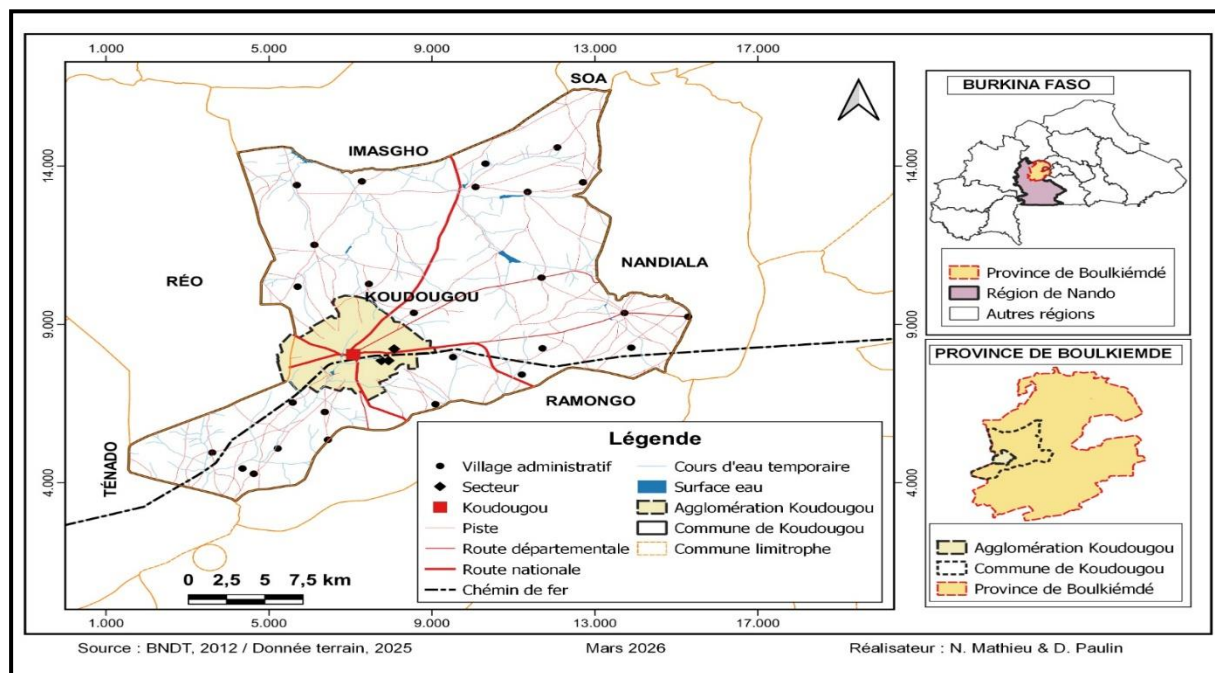 1.000 5.000 9.000 13.000 17.000
SOA
IMASGHO
14.000
14.000
NANDIALA
RÉO
KOUDOUGOU
9.000
9.000
RAMONGO
TÉNADO
4.000
4.000
Légende
Village administratif
Secteur
Koudougou
Piste
Route départementale
Route nationale
Chémin de fer
Cours d'eau temporaire
Surface eau
Agglomération Koudougou
Commune de Koudougou
Commune limitrophe
0 2,5 5 7,5 km
1.000 5.000 9.000 13.000 17.000
BURKINA FASO
Province de Boulkiémdé
Région de Nando
Autres régions
PROVINCE DE BOULKIEMDE
Agglomération Koudougou
Commune de Koudougou
Province de Boulkiémdé
Source : BNDT, 2012 / Donnée terrain, 2025 Mars 2026 Réalisateur : N. Mathieu & D. Paulin